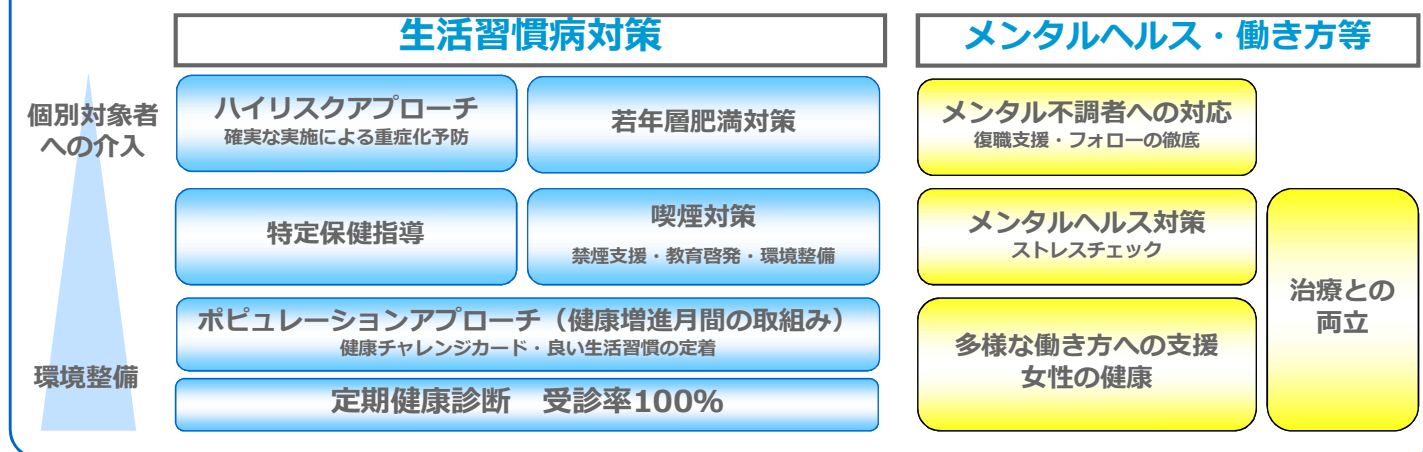 生活習慣病対策
メンタルヘルス・働き方等
個別対象者
への介入
ハイリスクアプローチ
確実な実施による重症化予防
若年層肥満対策
メンタル不調者への対応
復職支援・フォローの徹底
特定保健指導
喫煙対策
禁煙支援・教育啓発・環境整備
メンタルヘルス対策
ストレスチェック
治療との
両立
ポピュレーションアプローチ（健康増進月間の取組み）
健康チャレンジカード・良い生活習慣の定着
多様な働き方への支援
女性の健康
環境整備
定期健康診断　受診率100%